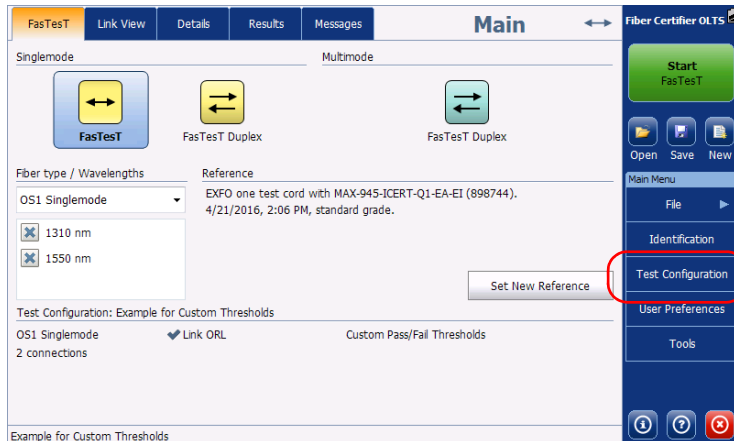 FasTesT
Link View
Details
Results
Messages
Main
Fiber Certifier OLTS
Singlemode
Multimode
Start
FasTesT
FasTesT
FasTesT Duplex
FasTesT Duplex
Open
Save
New
Fiber type / Wavelengths
Reference
Main Menu
OS1 Singlemode
EXFO one test cord with MAX-945-ICERT-Q1-EA-EI (898744).
4/21/2016, 2:06 PM, standard grade.
File
1310 nm
Identification
1550 nm
Set New Reference
Test Configuration
Test Configuration: Example for Custom Thresholds
User Preferences
OS1 Singlemode
Link ORL
Custom Pass/Fail Thresholds
2 connections
Tools
Example for Custom Thresholds